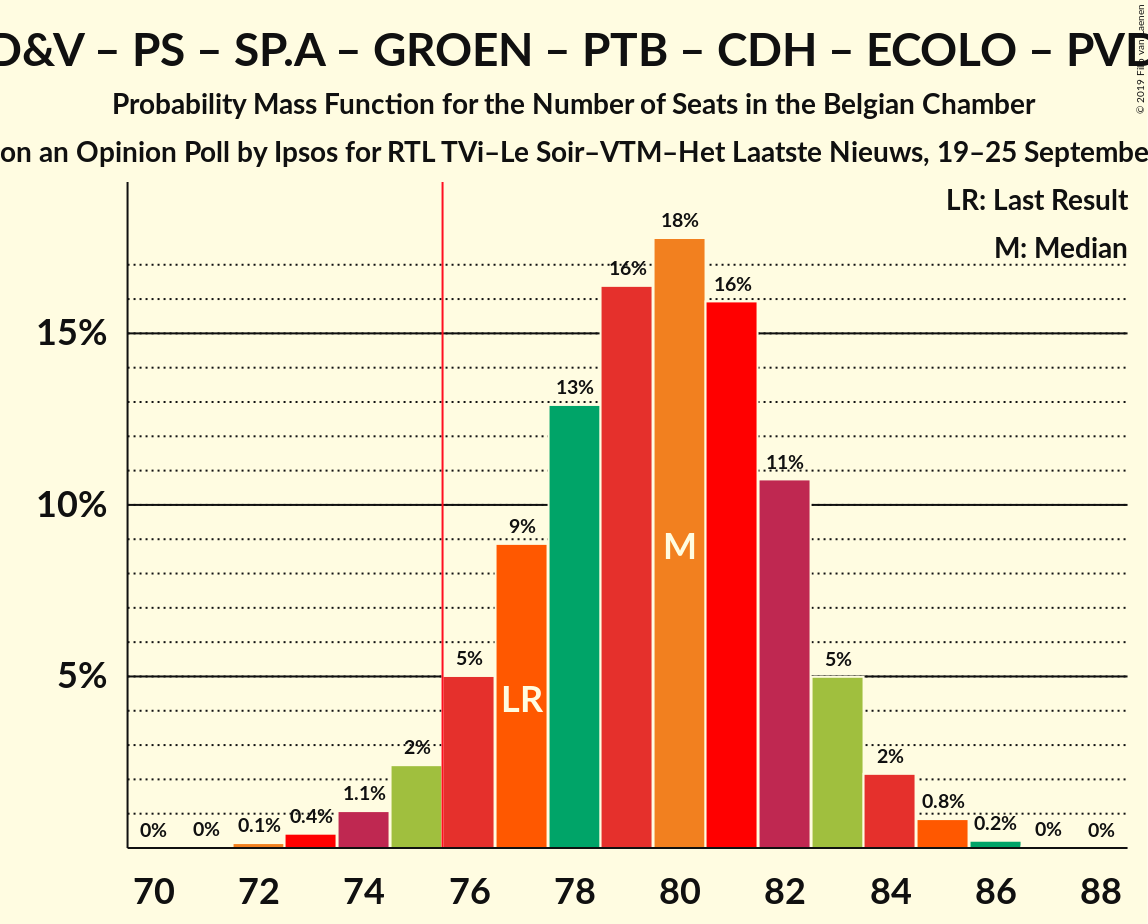 D&V – PS – SP.A – GROEN – PTB – CDH – ECOLO – PVD
Probability Mass Function for the Number of Seats in the Belgian Chamber
on an Opinion Poll by Ipsos for RTL TVi–Le Soir–VTM–Het Laatste Nieuws, 19–25 Septembe
© 2019 Filip van Laenen
LR: Last Result
M: Median
18%
16%
16%
15%
13%
11%
10%
9%
M
5%
5%
5%
LR
2%
2%
1.1%
0.8%
0.4%
0.2%
0.1%
0%
0%
0%
0%
70 72 74 76 78 80 82 84 86 88